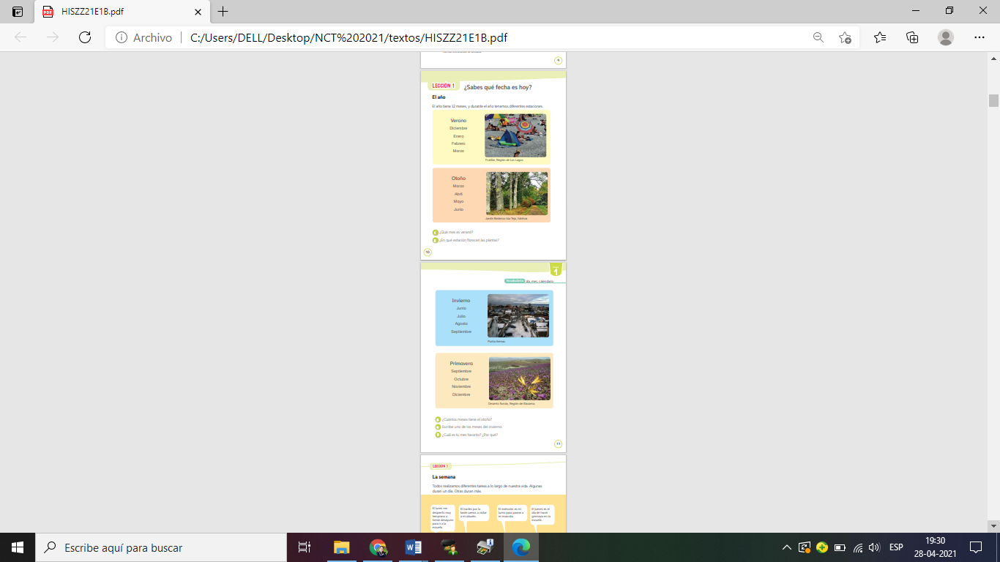 HISZZ21E1B.pdf
Archivo
C:/Users/DELL/Desktop/NCT%202021/textos/HISZZ21E1B.pdf
9
LECCIÓN 1
¿Sabes qué fecha es hoy?
El año
El año tiene 12 meses, y durante el año tenemos diferentes estaciones.
Verano
Diciembre
Enero
Febrero
Marzo
Frutillar, Región de Los Lagos.
Otoño
Marzo
Abril
Mayo
Junio
Jardín Botánico Isla Teja, Valdivia.
¿Qué mes es verano?
¿En qué estación florecen las plantas?
10
1
Vocabulario día, mes, calendario
Invierno
Junio
Julio
Agosto
Septiembre
Punta Arenas.
Primavera
Septiembre
Octubre
Noviembre
Diciembre
Desierto florido, Región de Atacama.
¿Cuántos meses tiene el otoño?
Escribe uno de los meses del invierno.
¿Cuál es tu mes favorito? ¿Por qué?
11
LECCIÓN 1
La semana
Todos realizamos diferentes tareas a lo largo de nuestra vida. Algunas
duran un día. Otras duran más.
El lunes me
despierto muy
temprano a
tomar desayuno
para ir a la
escuela.
El martes por la
tarde vamos a visitar
a mi abuelo.
El miércoles es mi
turno para pasear a
mi mascota.
El jueves es el
día de hacer
gimnasia en la
escuela.
Escribe aquí para buscar
ESP
19:30
28-04-2021